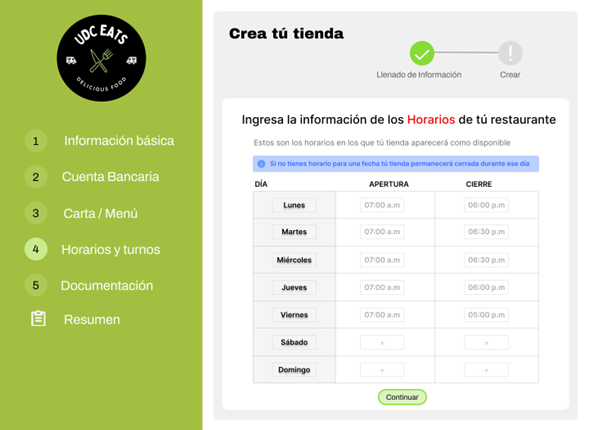 UDC EATS
DELICIOUS FOOD
1 Información básica
2 Cuenta Bancaria
3 Carta / Menú
4 Horarios y turnos
5 Documentación
Resumen
Crea tú tienda
Llenado de Información
Crear
Ingresa la información de los Horarios de tú restaurante
Estos son los horarios en los que tú tienda aparecerá como disponible
Si no tienes horario para una fecha tú tienda permanecerá cerrada durante ese día
DÍA APERTURA CIERRE
Lunes 07:00 a.m 06:00 p.m
Martes 07:00 a.m 06:30 p.m
Miércoles 07:00 a.m 06:30 p.m
Jueves 07:00 a.m 06:00 p.m
Viernes 07:00 a.m 05:00 p.m
Sábado
Domingo
Continuar